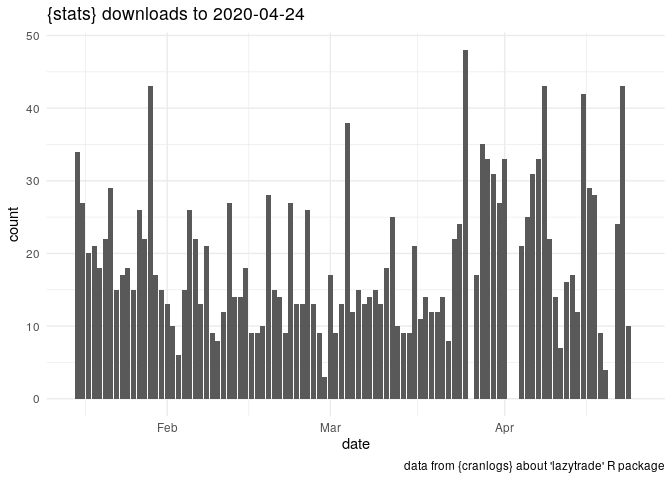 {stats} downloads to 2020-04-24
50
40
30
20
10
0
count
Feb Mar Apr
date
data from {cranlogs} about 'lazytrade' R package